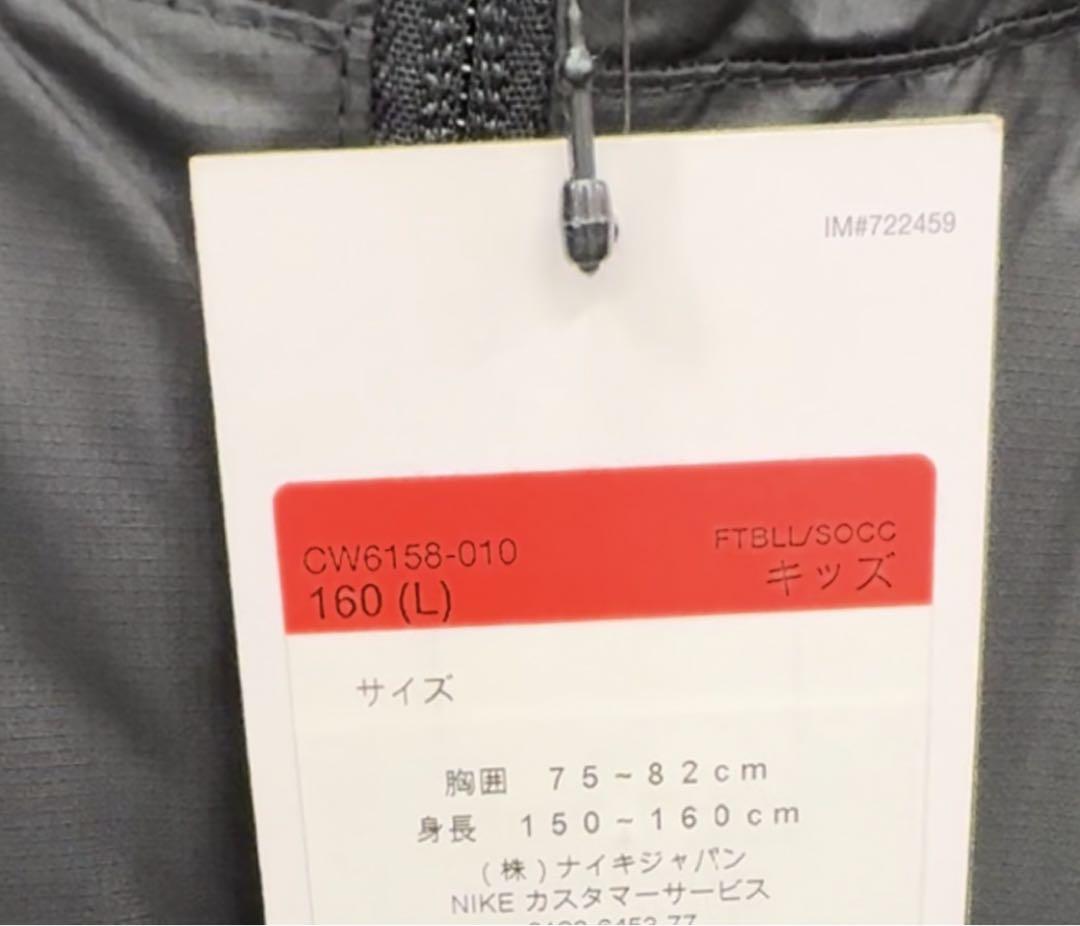 IM#722459
CW6158-010
FTBLL/SOCC
160 (L)
キッズ
サイズ
胸囲 75~82cm
身長 150~160cm
(株)ナイキジャパン
NIKE カスタマーサービス